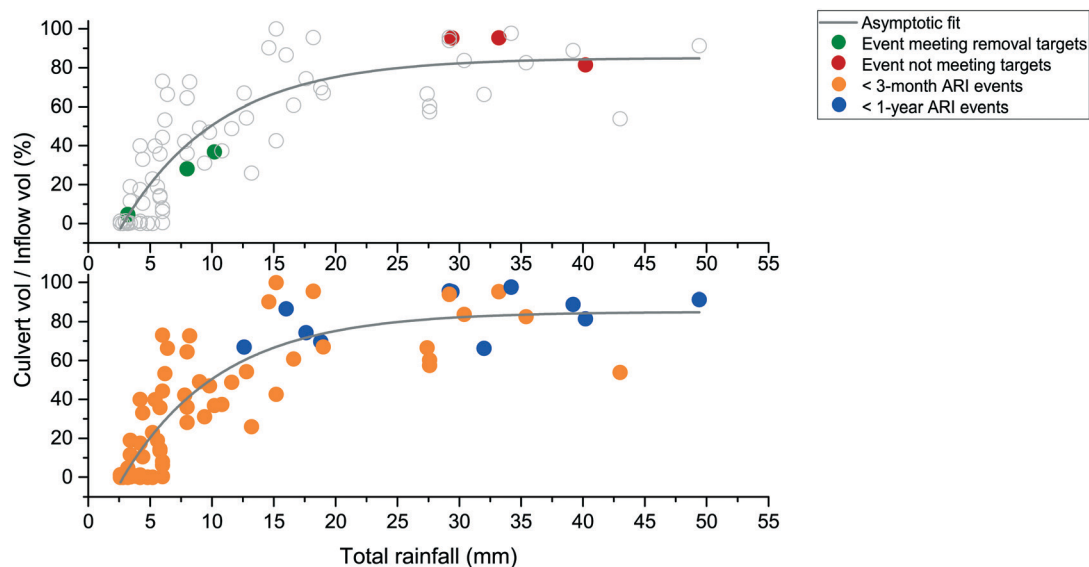 100
80
60
40
20
0
0 5 10 15 20 25 30 35 40 45 50 55
100
80
60
40
20
0
0 5 10 15 20 25 30 35 40 45 50 55
Culvert vol / Inflow vol (%)
Total rainfall (mm)
Asymptotic fit
Event meeting removal targets
Event not meeting targets
< 3-month ARI events
< 1-year ARI events